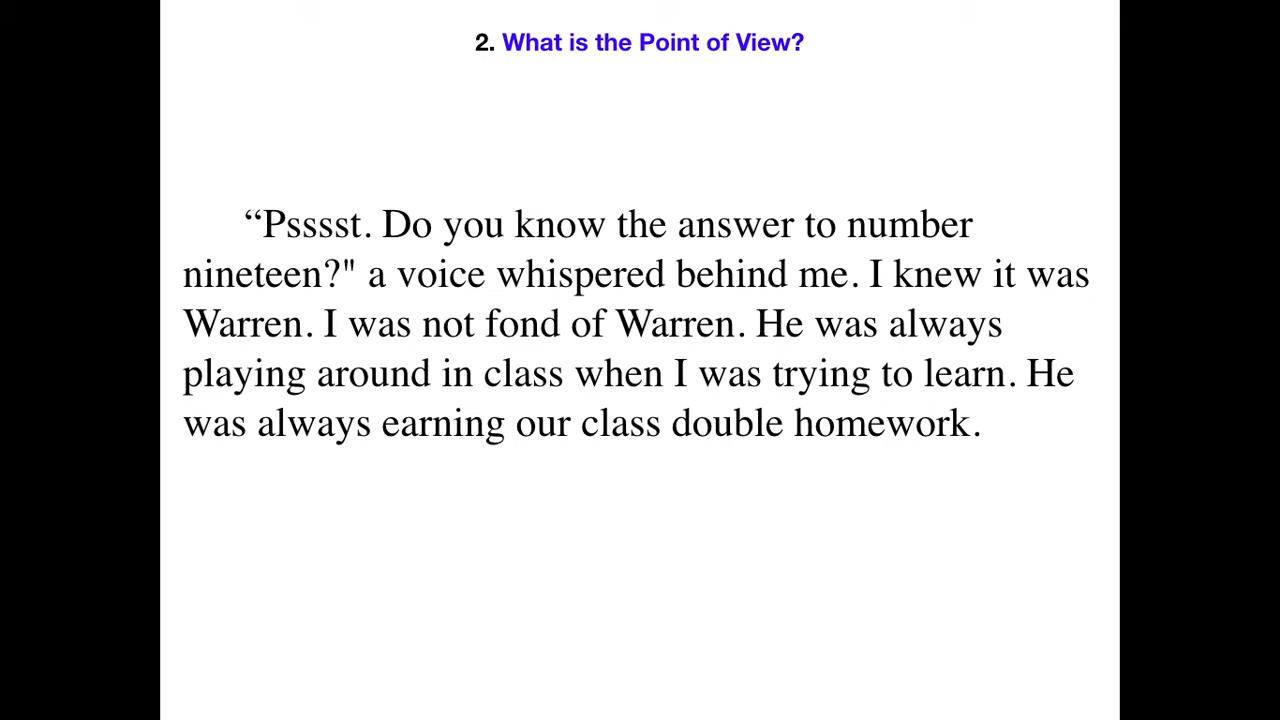 2. What is the Point of View?
“Psssst. Do you know the answer to number
nineteen?" a voice whispered behind me. I knew it was
Warren. I was not fond of Warren. He was always
playing around in class when I was trying to learn. He
was always earning our class double homework.